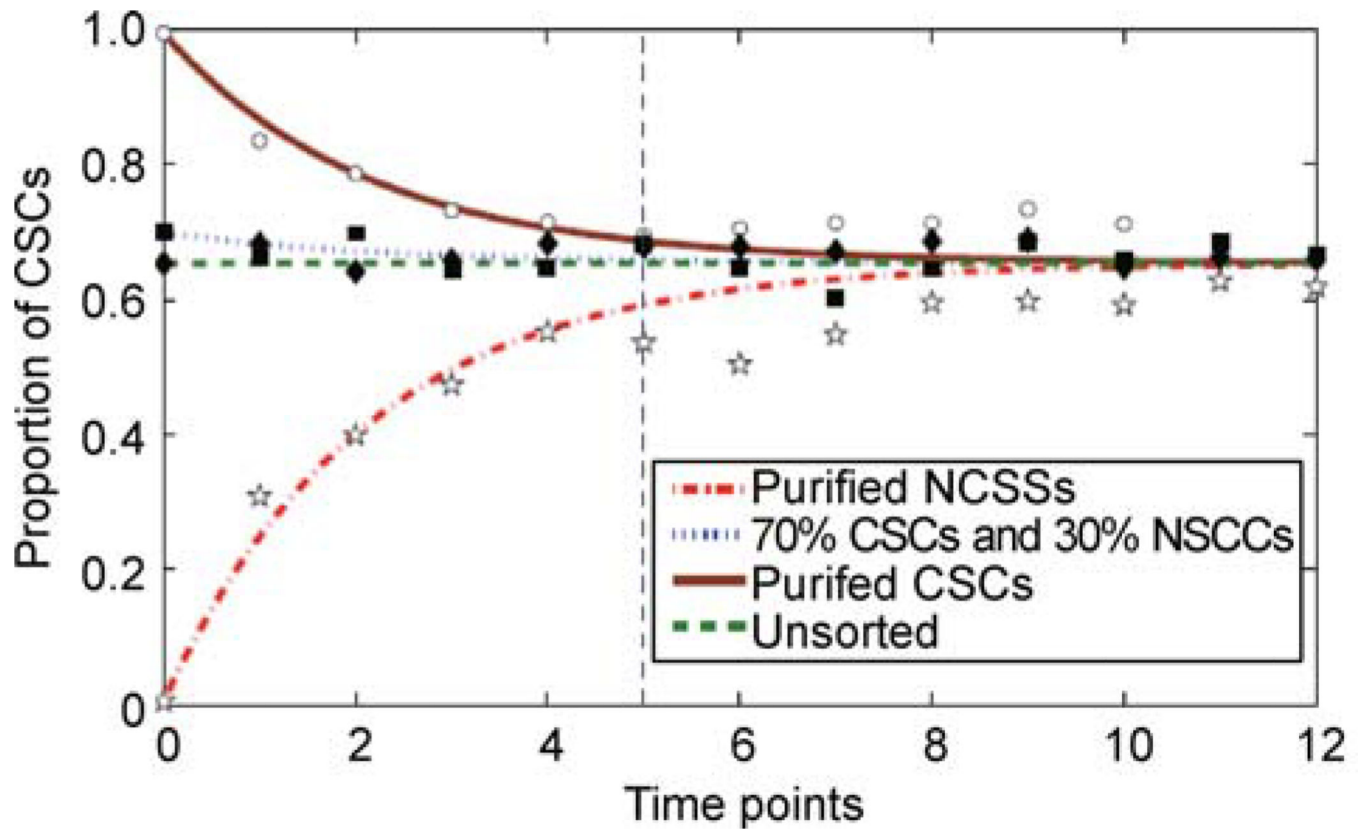 Proportion of CSCs
1.0
0.8
0.6
0.4
0.2
0
0 2 4 6 8 10 12
Time points
Purified NCSSs
70% CSCs and 30% NSCCs
Purifed CSCs
Unsorted